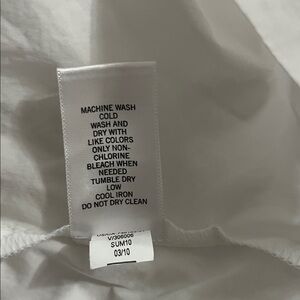 MACHINE WASH
COLD
WASH AND
DRY WITH
LIKE COLORS
ONLY NON-
CHLORINE
BLEACH WHEN
NEEDED
TUMBLE DRY
LOW
COOL IRON
DO NOT DRY CLEAN
V/306006
SUM10
03/10